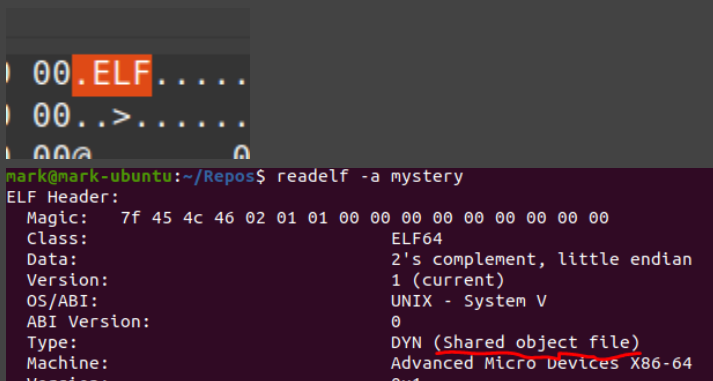 00.ELF.....
00..>......
00@ 0
mark@mark-ubuntu:~/Repos$ readelf -a mystery
ELF Header:
Magic: 7f 45 4c 46 02 01 01 00 00 00 00 00 00 00 00 00
Class: ELF64
Data: 2's complement, little endian
Version: 1 (current)
OS/ABI: UNIX - System V
ABI Version: 0
Type: DYN (Shared object file)
Machine: Advanced Micro Devices X86-64